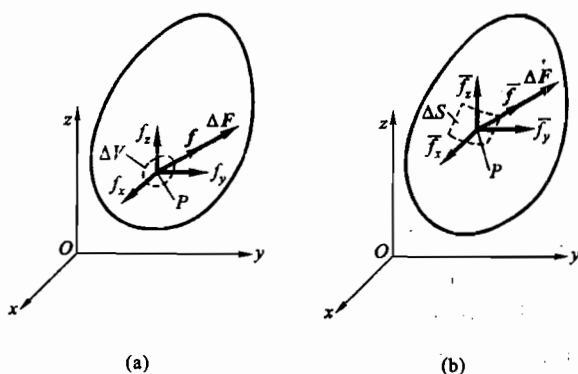 z
ΔV
f_z
f
ΔF
f_x
f_y
P
O
y
x
(a)
z
ΔS
f̅_z
f̅
ΔF
f̅_x
f̅_y
P
O
y
x
(b)